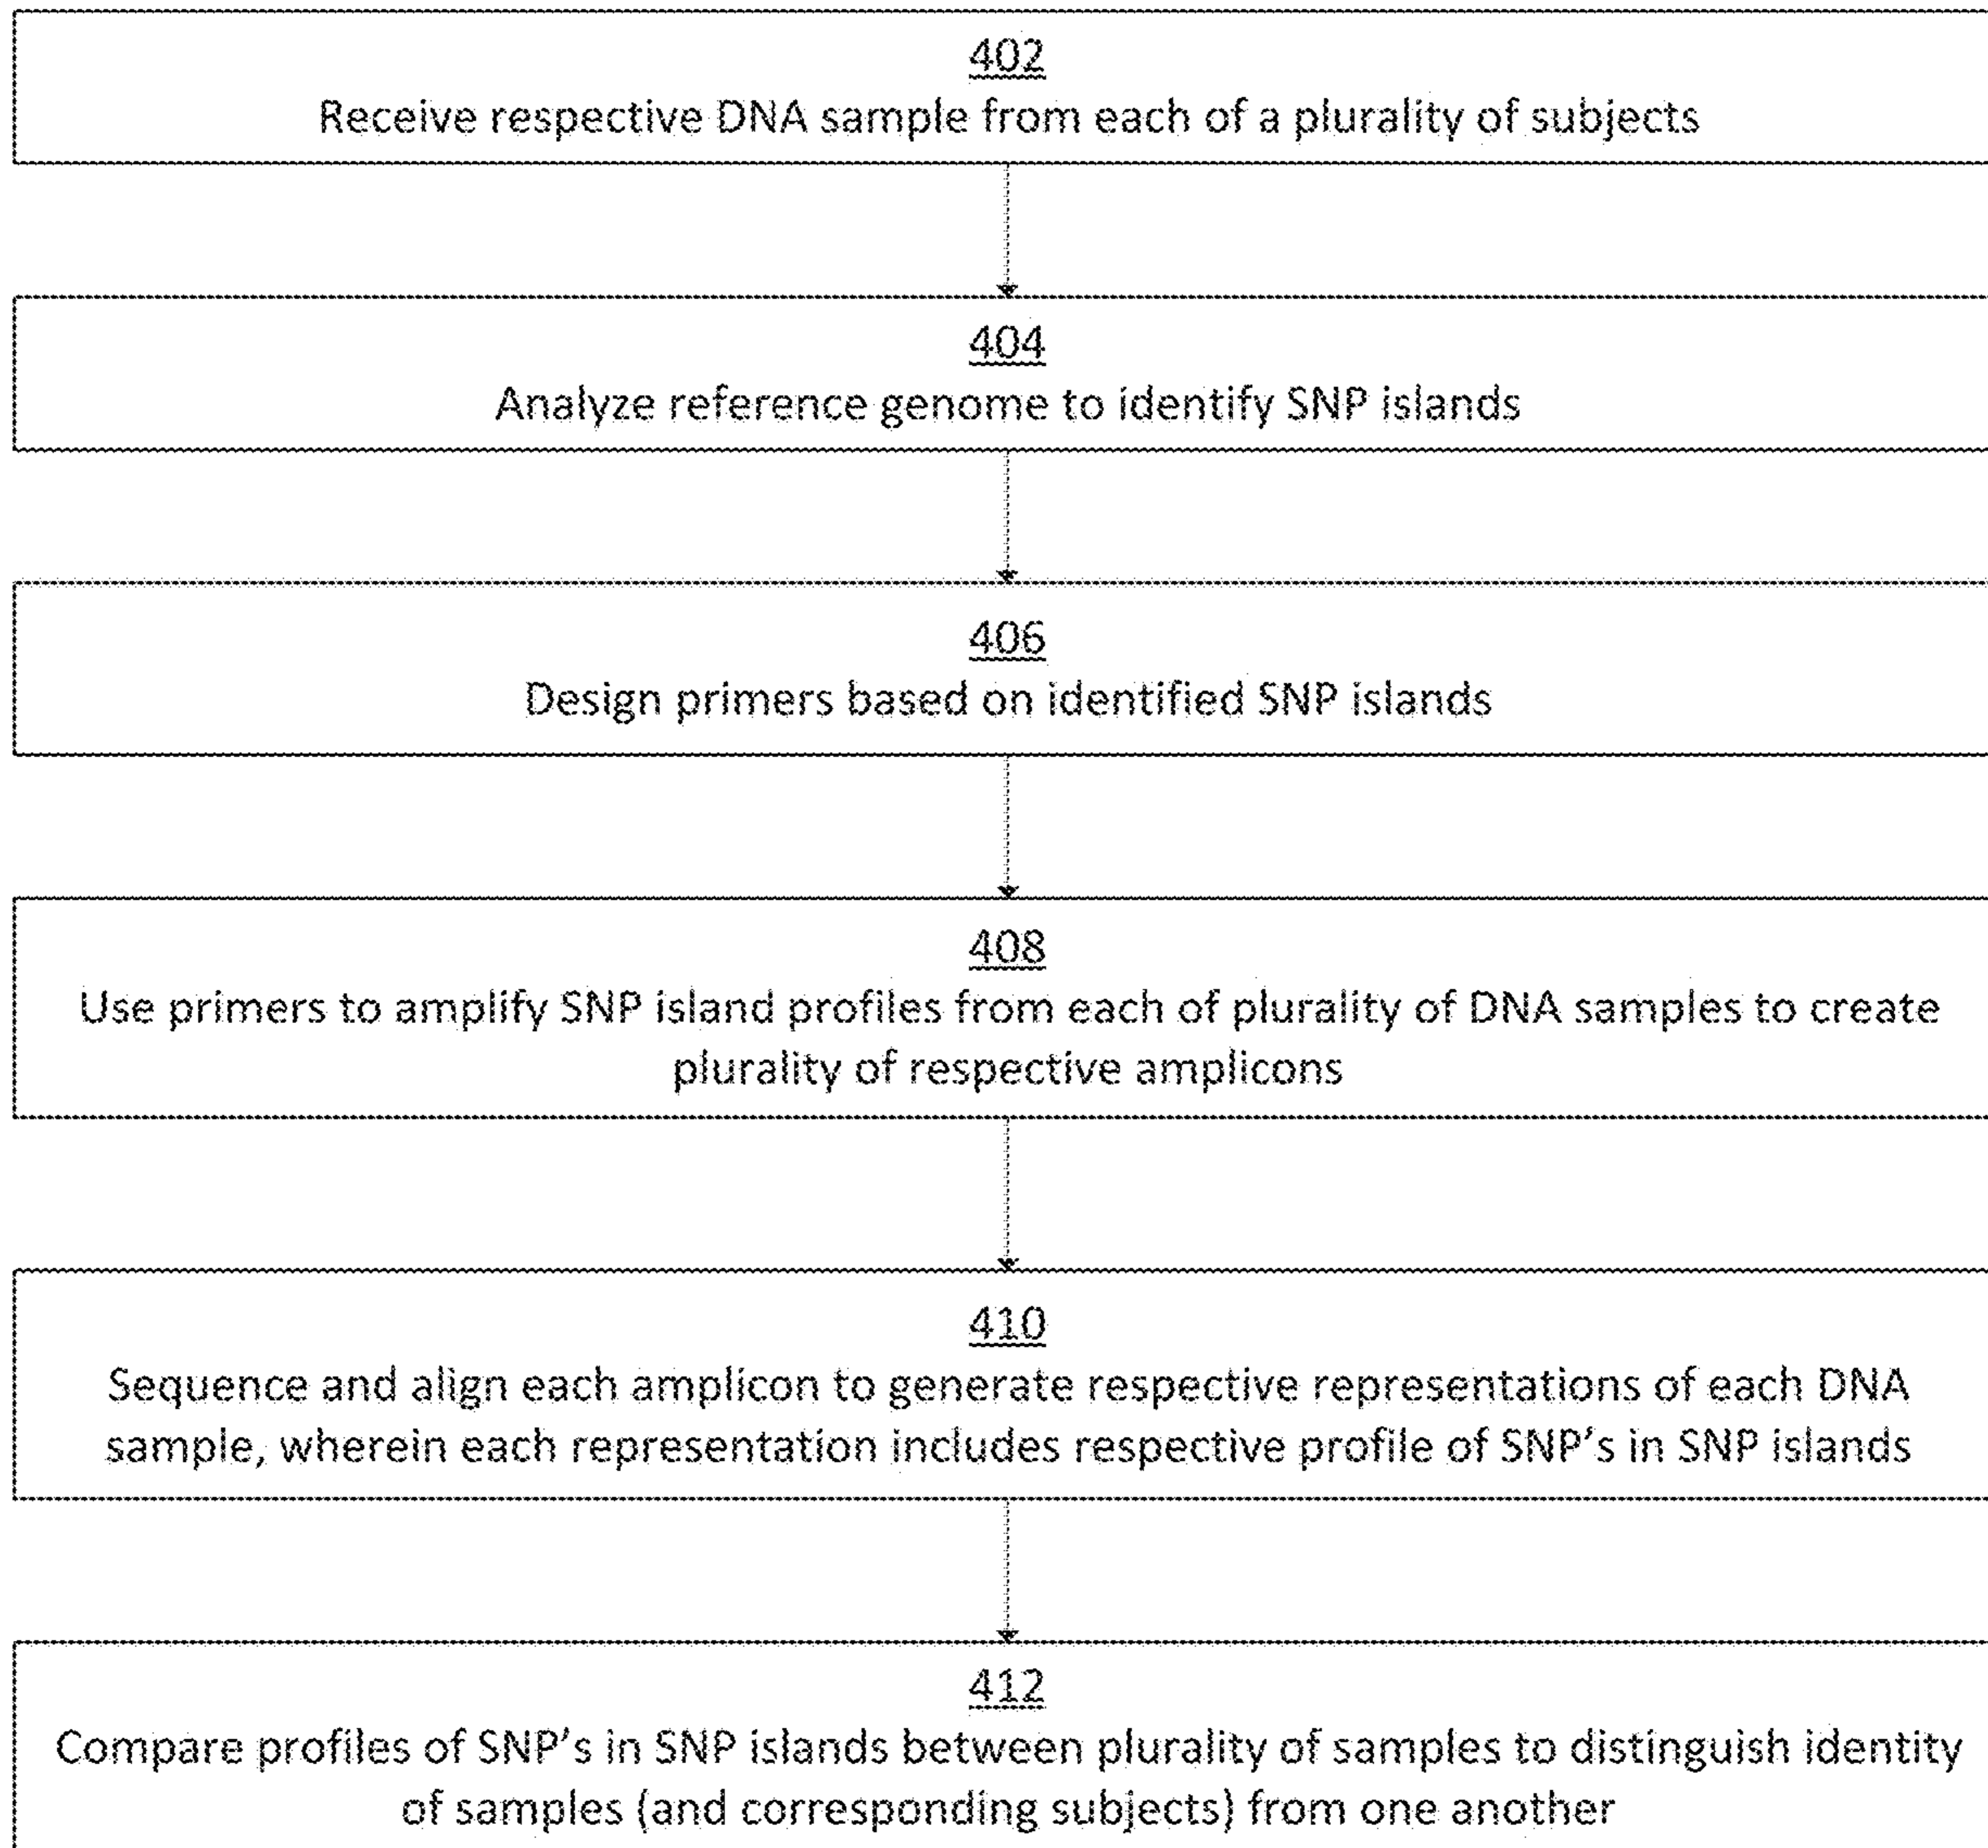 402
Receive respective DNA sample from each of a plurality of subjects
404
Analyze reference genome to identify SNP islands
406
Design primers based on identified SNP islands
408
Use primers to amplify SNP island profiles from each of plurality of DNA samples to create
plurality of respective amplicons
410
Sequence and align each amplicon to generate respective representations of each DNA
sample, wherein each representation includes respective profile of SNP's in SNP islands
412
Compare profiles of SNP's in SNP islands between plurality of samples to distinguish identity
of samples (and corresponding subjects) from one another